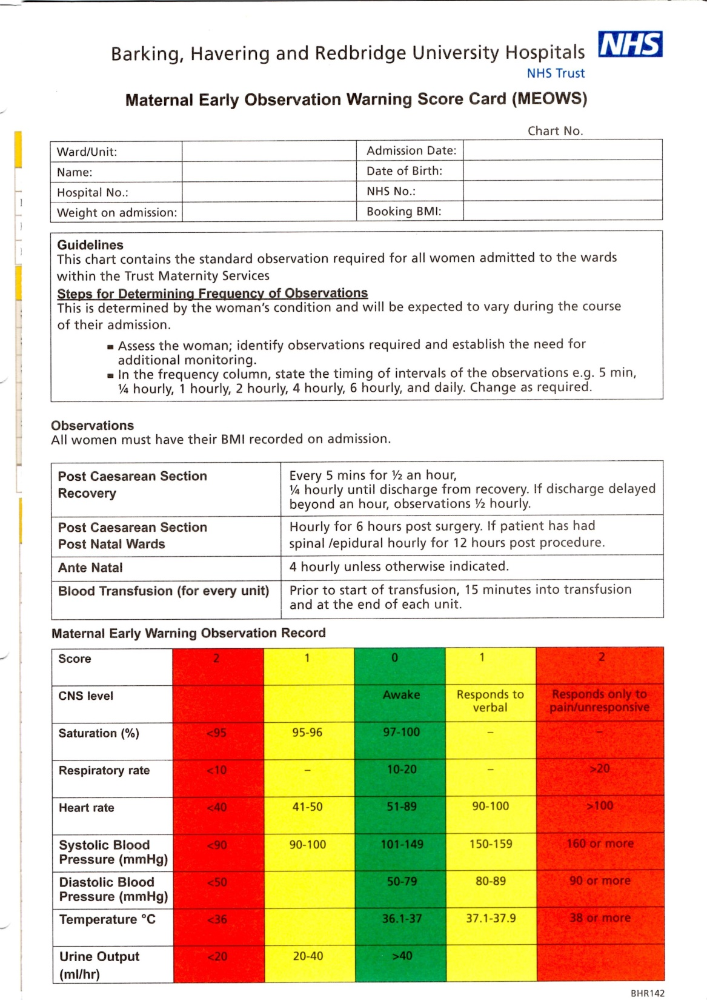 Barking, Havering and Redbridge University Hospitals NHS
NHS Trust
Maternal Early Observation Warning Score Card (MEOWS)
Chart No.
Ward/Unit: Admission Date:
Name: Date of Birth:
Hospital No.: NHS No.:
Weight on admission: Booking BMI:
Guidelines
This chart contains the standard observation required for all women admitted to the wards
within the Trust Maternity Services
Steps for Determining Frequency of Observations
This is determined by the woman's condition and will be expected to vary during the course
of their admission.
▪ Assess the woman; identify observations required and establish the need for
additional monitoring.
▪ In the frequency column, state the timing of intervals of the observations e.g. 5 min,
¼ hourly, 1 hourly, 2 hourly, 4 hourly, 6 hourly, and daily. Change as required.
Observations
All women must have their BMI recorded on admission.
Post Caesarean Section
Recovery
Every 5 mins for ½ an hour,
¼ hourly until discharge from recovery. If discharge delayed
beyond an hour, observations ½ hourly.
Post Caesarean Section
Post Natal Wards
Hourly for 6 hours post surgery. If patient has had
spinal /epidural hourly for 12 hours post procedure.
Ante Natal
4 hourly unless otherwise indicated.
Blood Transfusion (for every unit)
Prior to start of transfusion, 15 minutes into transfusion
and at the end of each unit.
Maternal Early Warning Observation Record
Score 2 1 0 1 2
CNS level Awake Responds to verbal Responds only to pain/unresponsive
Saturation (%) <95 95-96 97-100 – –
Respiratory rate <10 – 10-20 – >20
Heart rate <40 41-50 51-89 90-100 >100
Systolic Blood Pressure (mmHg) <90 90-100 101-149 150-159 160 or more
Diastolic Blood Pressure (mmHg) <50 50-79 80-89 90 or more
Temperature °C <36 36.1-37 37.1-37.9 38 or more
Urine Output (ml/hr) <20 20-40 >40
BHR142